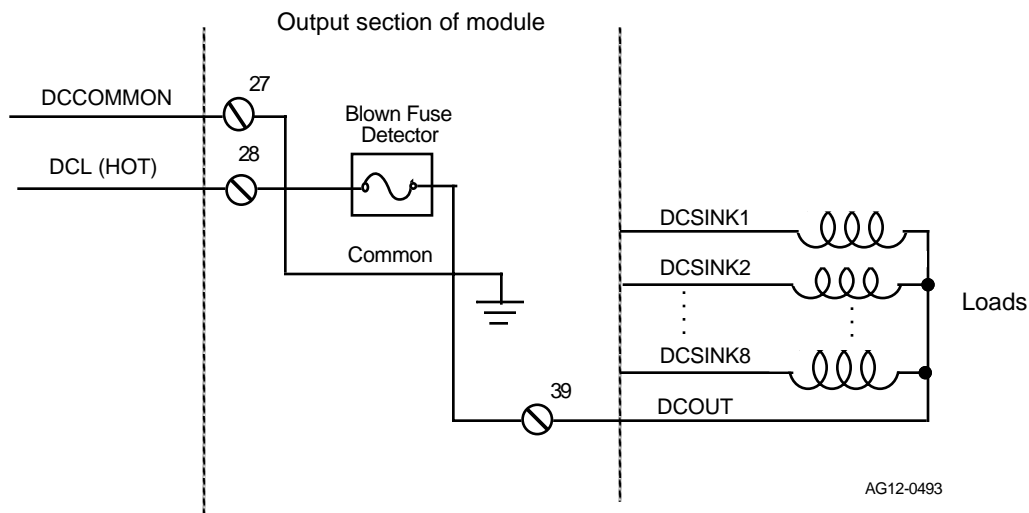 Output section of module
DCCOMMON
27
Blown Fuse
Detector
DCL (HOT)
28
DCSINK1
Common
DCSINK2
Loads
DCSINK8
39
DCOUT
AG12-0493